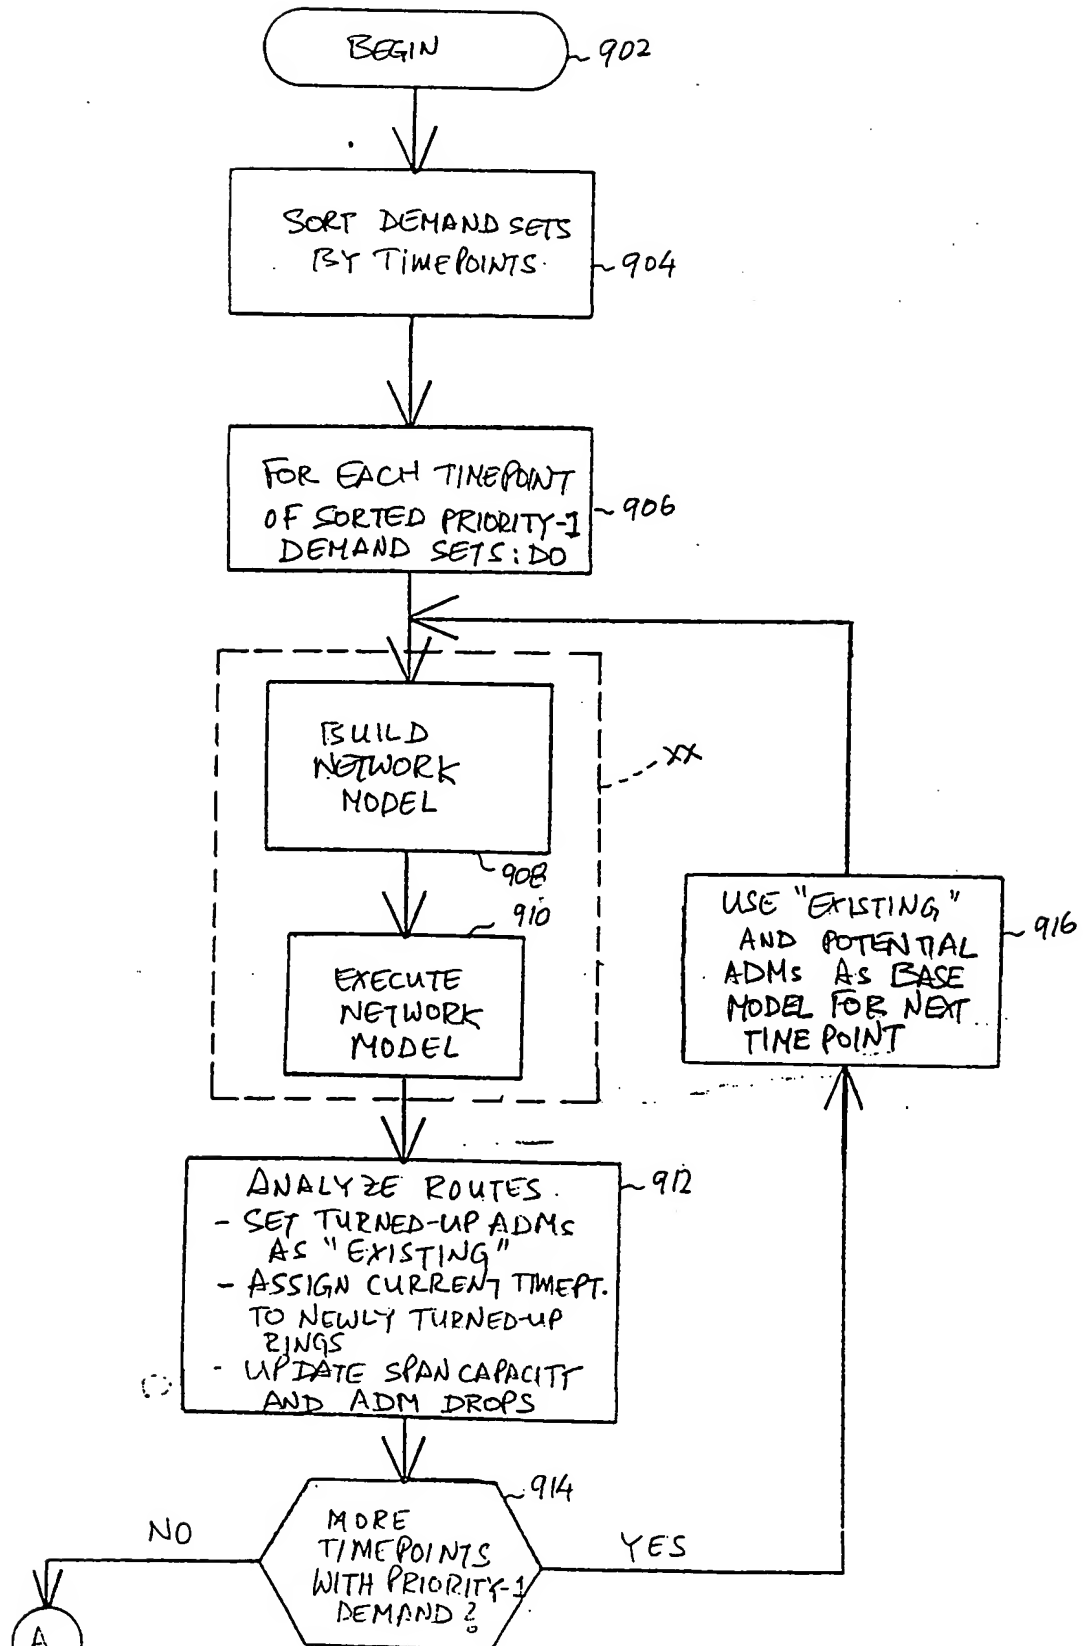 BEGIN
902
SORT DEMAND SETS
BY TIMEPOINTS.
904
FOR EACH TIMEPOINT
OF SORTED PRIORITY-1
DEMAND SETS: DO
906
BUILD
NETWORK
MODEL
XX
908
910
EXECUTE
NETWORK
MODEL
USE "EXISTING"
AND POTENTIAL
ADMs AS BASE
MODEL FOR NEXT
TIME POINT
916
ANALYZE ROUTES.
- SET TURNED-UP ADMs
AS "EXISTING"
- ASSIGN CURRENT TIMEPT.
TO NEWLY TURNED-UP
RINGS
- UPDATE SPAN CAPACITY
AND ADM DROPS
912
914
MORE
TIMEPOINTS
WITH PRIORITY-1
DEMAND?
NO
YES
A